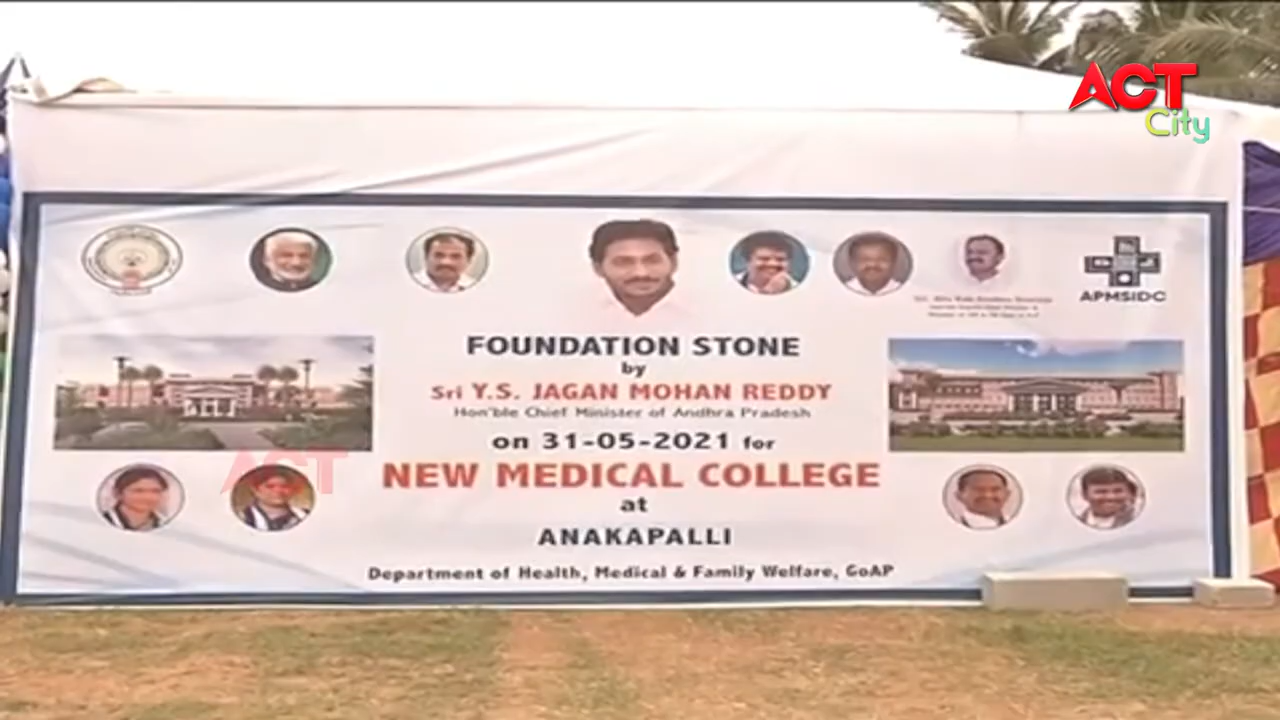 ACT
City
APMSIDC
FOUNDATION STONE
by
Sri Y.S. JAGAN MOHAN REDDY
Hon'ble Chief Minister of Andhra Pradesh
on 31-05-2021 for
NEW MEDICAL COLLEGE
ACT
at
ANAKAPALLI
Department of Health, Medical & Family Welfare, GoAP